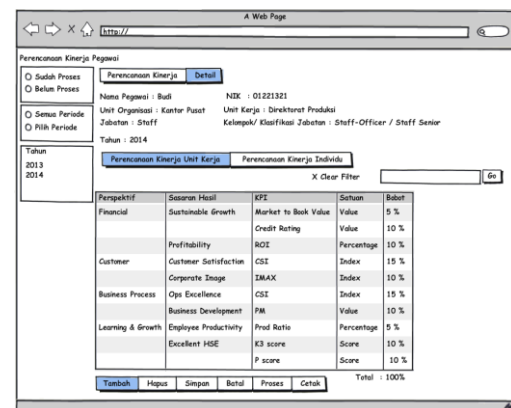 A Web Page
http://
Perencanaan Kinerja Pegawai
Sudah Proses
Belum Proses
Semua Periode
Pilih Periode
Tahun
2013
2014
Perencanaan Kinerja Detail
Nama Pegawai : Budi NIK : 01221321
Unit Organisasi : Kantor Pusat Unit Kerja : Direktorat Produksi
Jabatan : Staff Kelompok/ Klasifikasi Jabatan : Staff-Officer / Staff Senior
Tahun : 2014
Perencanaan Kinerja Unit Kerja Perencanaan Kinerja Individu
X Clear Filter Go
Perspektif Sasaran Hasil KPI Satuan Bobot
Financial Sustainable Growth Market to Book Value Value 5 %
Credit Rating Value 10 %
Profitability ROI Percentage 10 %
Customer Customer Satisfaction CSI Index 15 %
Corporate Image IMAX Index 10 %
Business Process Ops Excellence CSI Index 15 %
Business Development PM Value 10 %
Learning & Growth Employee Productivity Prod Ratio Percentage 5 %
Excellent HSE K3 score Score 10 %
P score Score 10 %
Total : 100%
Tambah Hapus Simpan Batal Proses Cetak